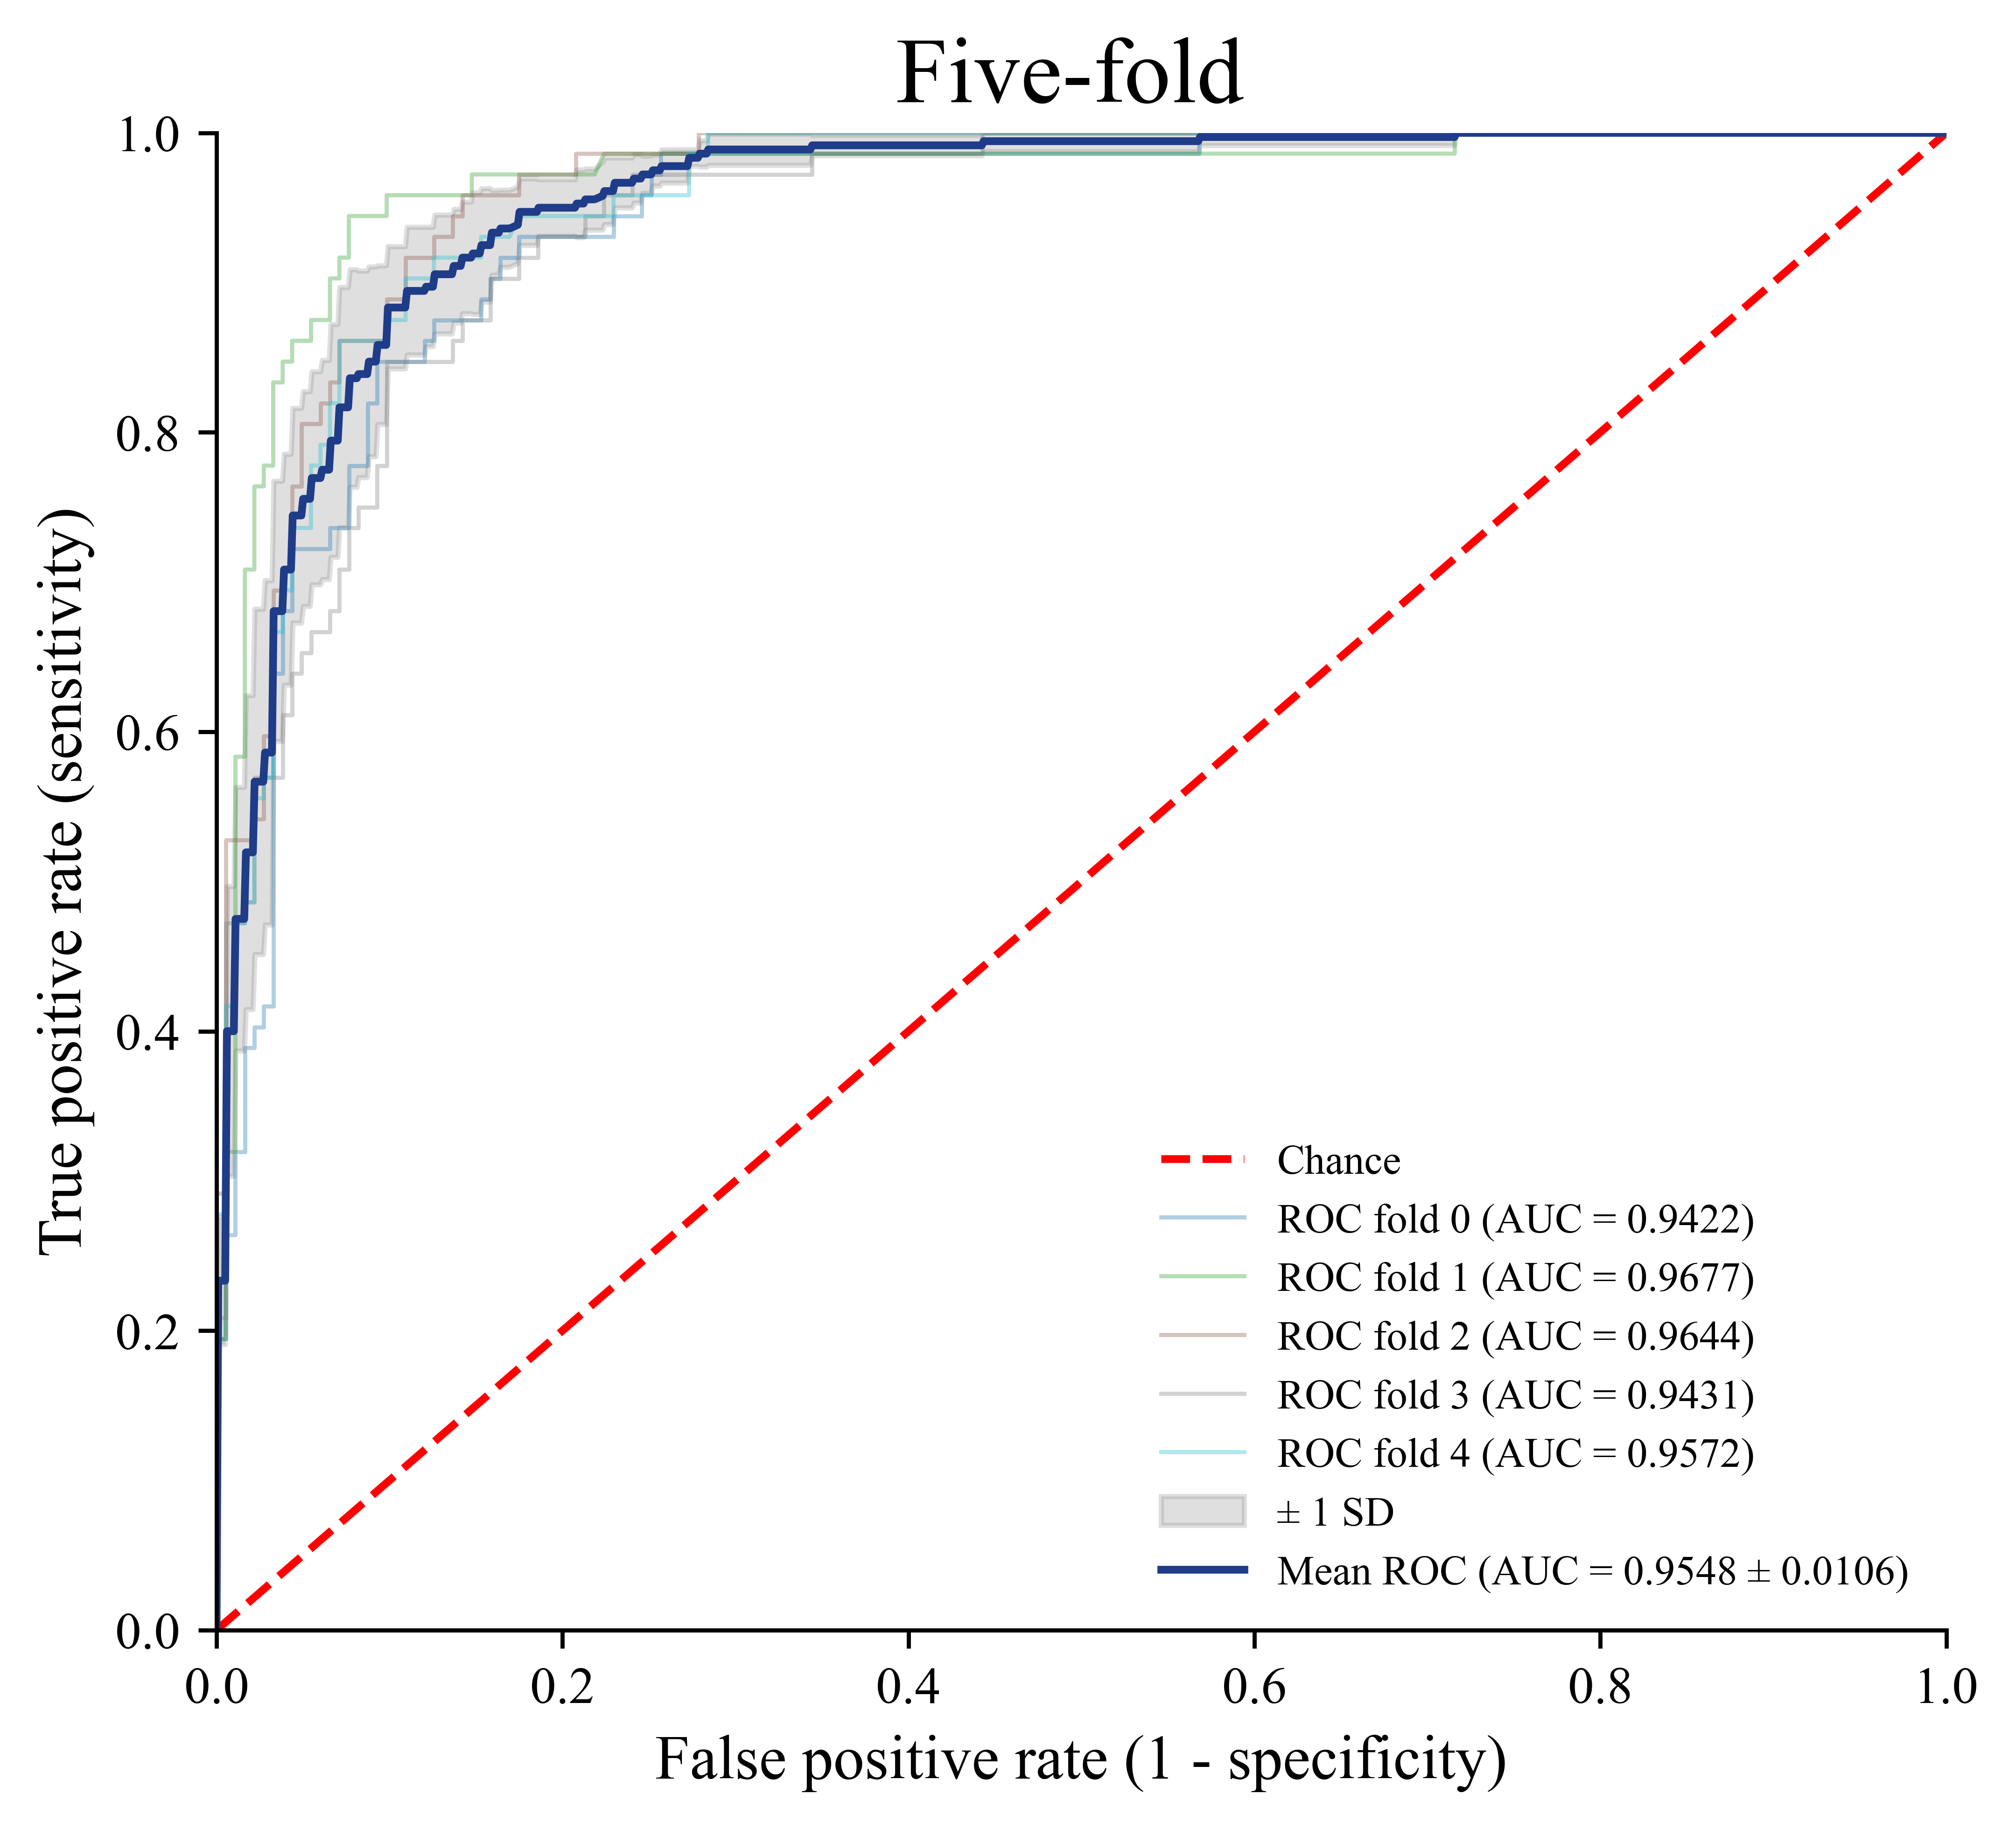 Five-fold
True positive rate (sensitivity)
1.0
0.8
0.6
0.4
0.2
0.0
Chance
ROC fold 0 (AUC = 0.9422)
ROC fold 1 (AUC = 0.9677)
ROC fold 2 (AUC = 0.9644)
ROC fold 3 (AUC = 0.9431)
ROC fold 4 (AUC = 0.9572)
± 1 SD
Mean ROC (AUC = 0.9548 ± 0.0106)
0.0 0.2 0.4 0.6 0.8 1.0
False positive rate (1 - specificity)